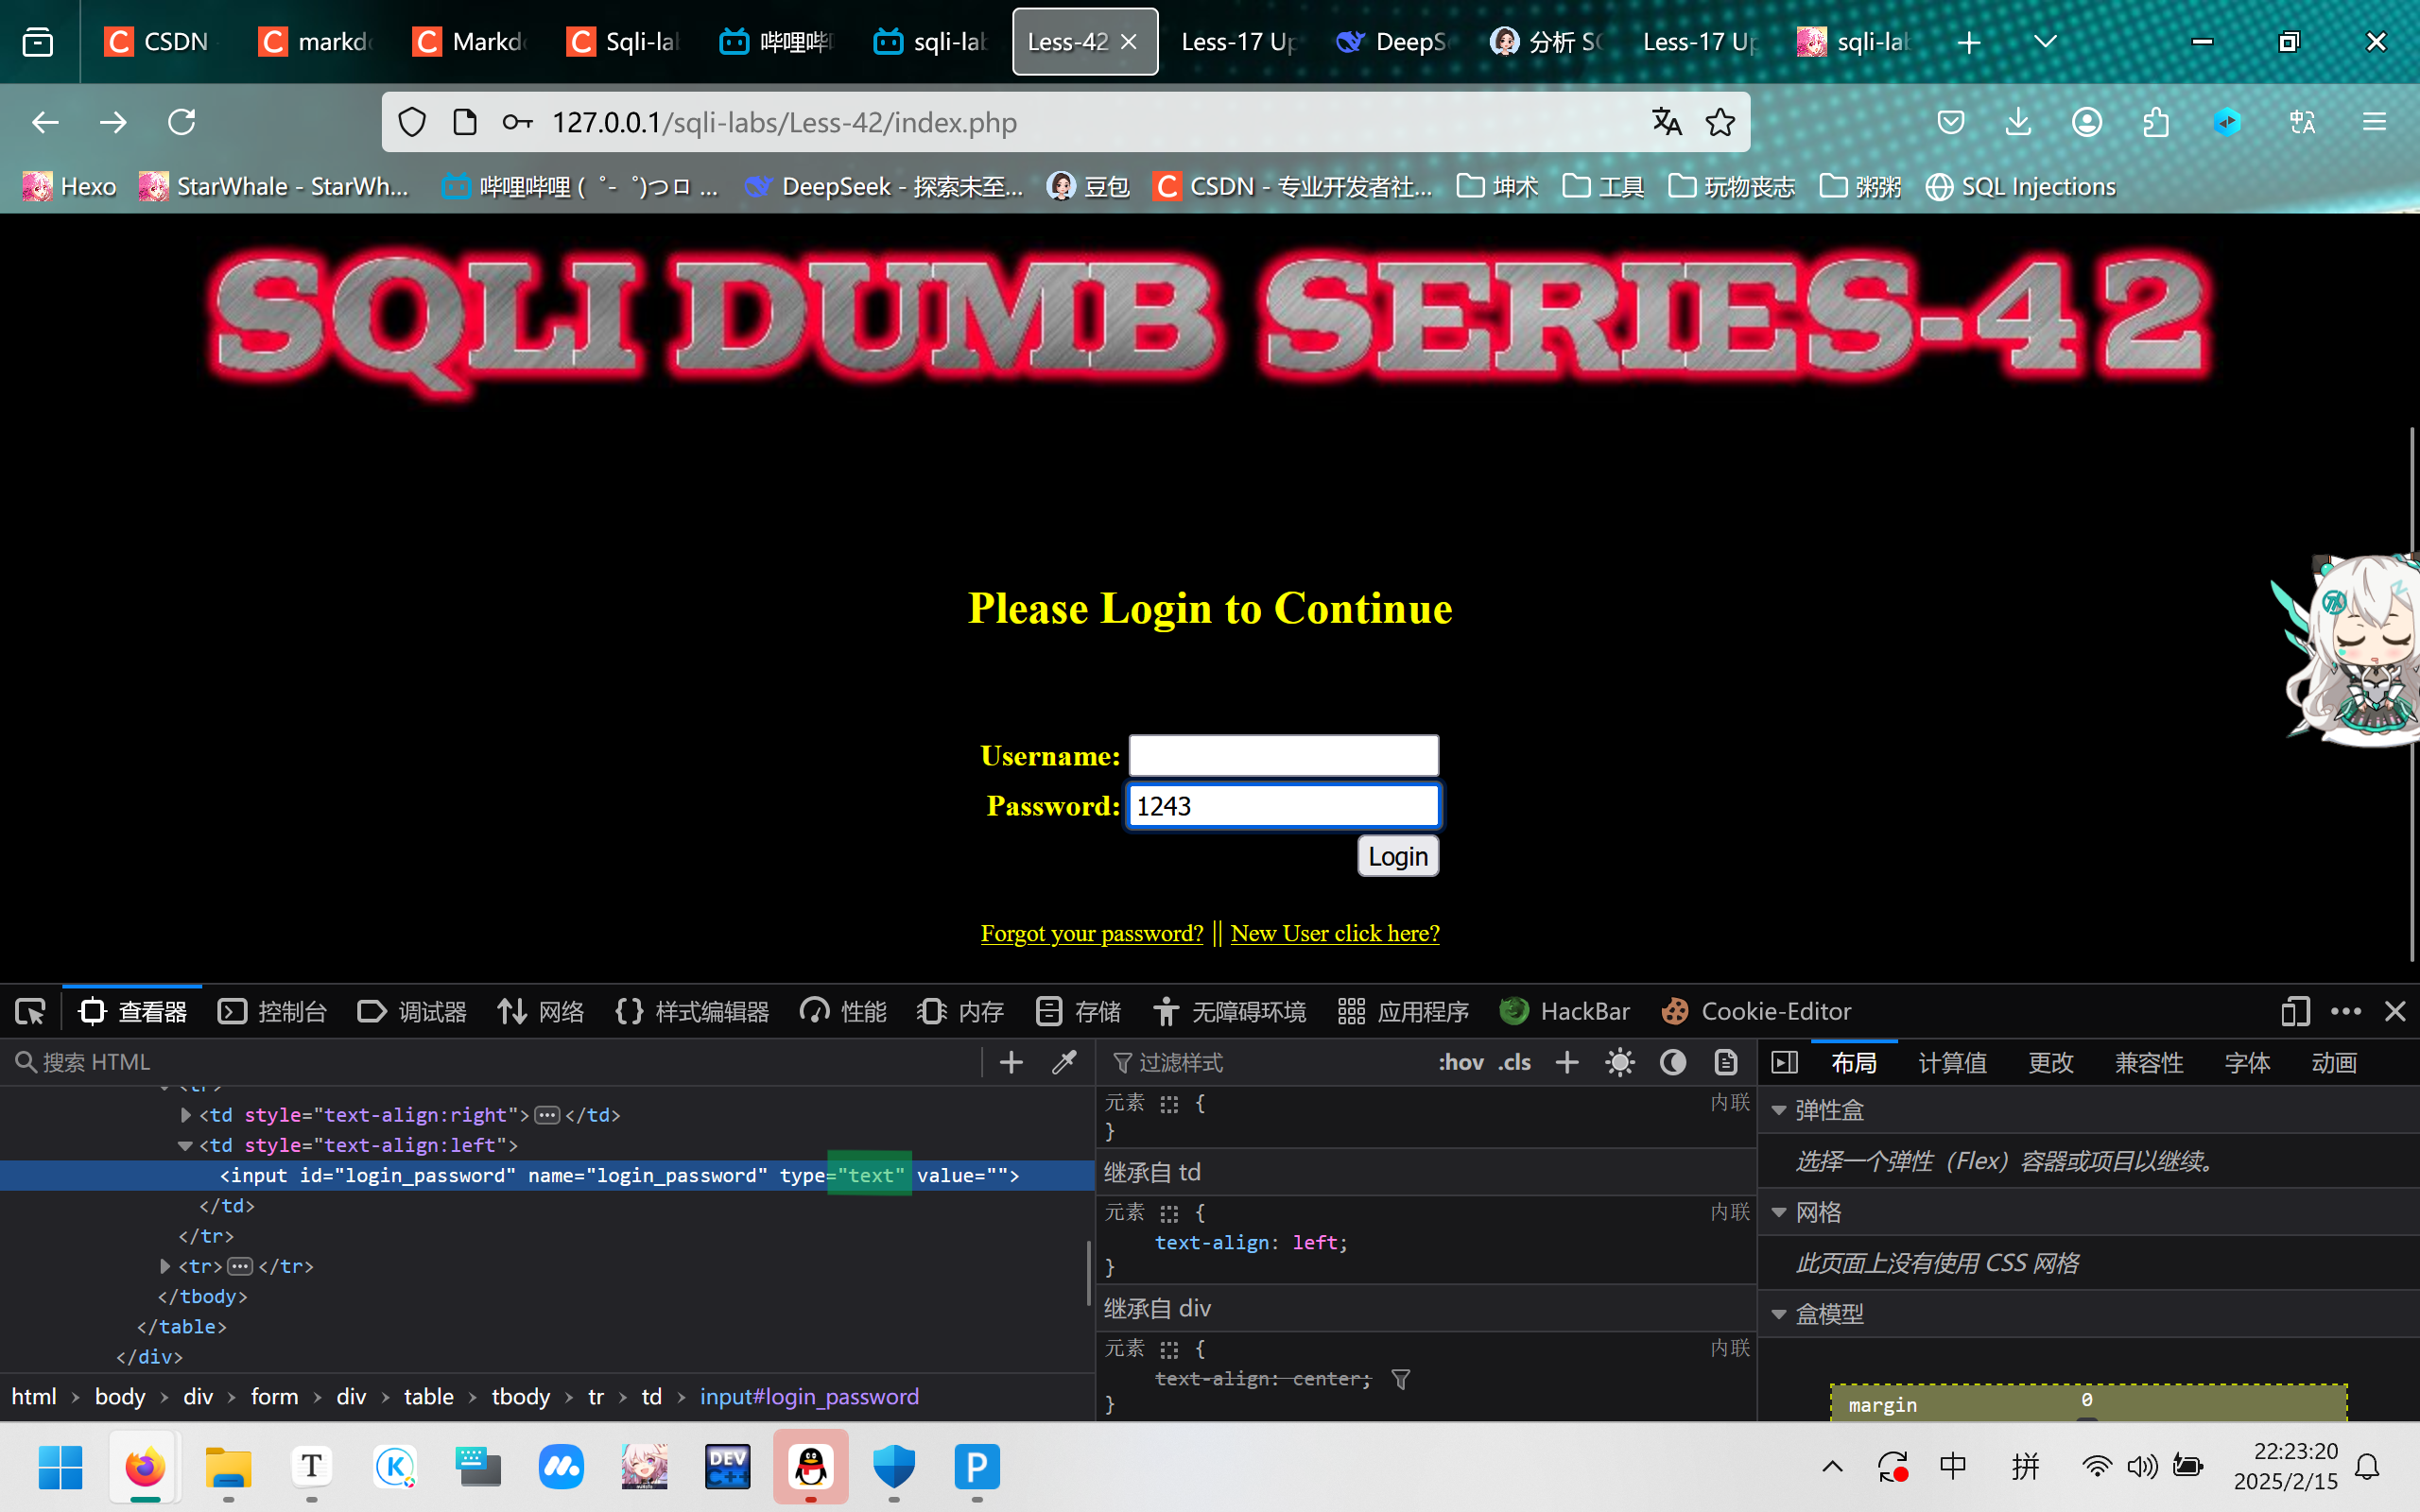 CSDN
markdo
Markdo
Sqli-lab
哔哩哔哩
sqli-lab
Less-42
Less-17 Up
DeepSe
分析 SQ
Less-17 Up
sqli-lab
127.0.0.1/sqli-labs/Less-42/index.php
Hexo
StarWhale - StarWh...
哔哩哔哩 ( ゜- ゜)つロ ...
DeepSeek - 探索未至...
豆包
CSDN - 专业开发者社...
坤术
工具
玩物丧志
粥粥
SQL Injections
SQLI DUMB SERIES-42
Please Login to Continue
Username:
Password: 1243
Login
Forgot your password? || New User click here?
查看器
控制台
调试器
网络
样式编辑器
性能
内存
存储
无障碍环境
应用程序
HackBar
Cookie-Editor
搜索 HTML
<tr>
<td style="text-align:right"></td>
<td style="text-align:left">
<input id="login_password" name="login_password" type="text" value="">
</td>
</tr>
<tr></tr>
</tbody>
</table>
</div>
html › body › div › form › div › table › tbody › tr › td › input#login_password
过滤样式
:hov .cls
元素 {
内联
}
继承自 td
元素 {
内联
text-align: left;
}
继承自 div
元素 {
内联
text-align: center;
}
布局
计算值
更改
兼容性
字体
动画
弹性盒
选择一个弹性（Flex）容器或项目以继续。
网格
此页面上没有使用 CSS 网格
盒模型
margin
0
T
K
DEV
C++
P
中
拼
22:23:20
2025/2/15